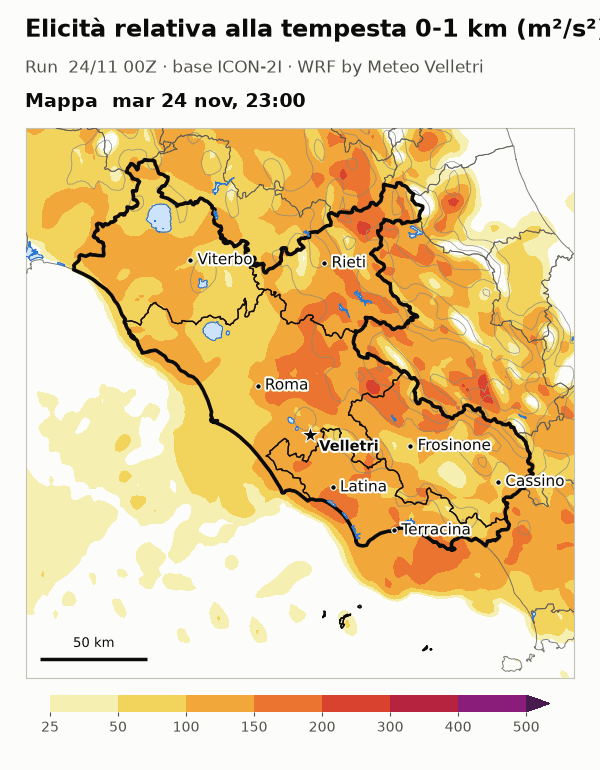 Elicità relativa alla tempesta 0-1 km (m²/s²)
Run 24/11 00Z · base ICON-2I · WRF by Meteo Velletri
Mappa mar 24 nov, 23:00
Viterbo
Rieti
Roma
Velletri
Frosinone
Cassino
Latina
Terracina
50 km
25 50 100 150 200 300 400 500